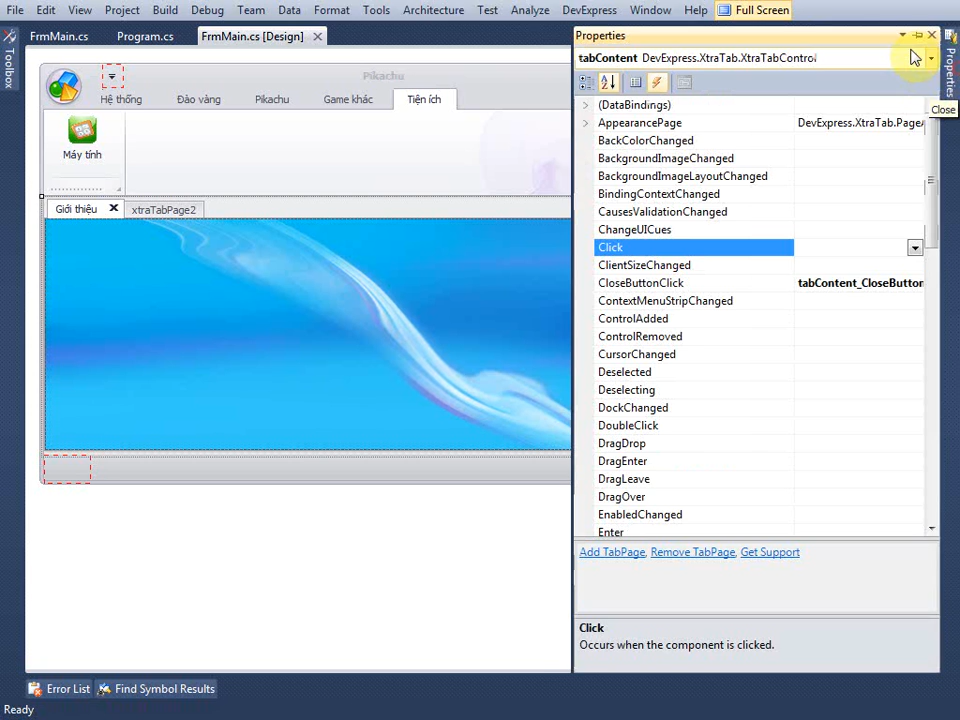 File Edit View Project Build Debug Team Data Format Tools Architecture Test Analyze DevExpress Window Help Full Screen
Toolbox
FrmMain.cs Program.cs FrmMain.cs [Design]
Pikachu
Hệ thống Đào vàng Pikachu Game khác Tiện ích
Máy tính
Giới thiệu xtraTabPage2
Properties
tabContent DevExpress.XtraTab.XtraTabControl
Properties
Close
(DataBindings)
AppearancePage DevExpress.XtraTab.Page
BackColorChanged
BackgroundImageChanged
BackgroundImageLayoutChanged
BindingContextChanged
CausesValidationChanged
ChangeUICues
Click
ClientSizeChanged
CloseButtonClick tabContent_CloseButton
ContextMenuStripChanged
ControlAdded
ControlRemoved
CursorChanged
Deselected
Deselecting
DockChanged
DoubleClick
DragDrop
DragEnter
DragLeave
DragOver
EnabledChanged
Enter
Add TabPage, Remove TabPage, Get Support
Click
Occurs when the component is clicked.
Error List Find Symbol Results
Ready